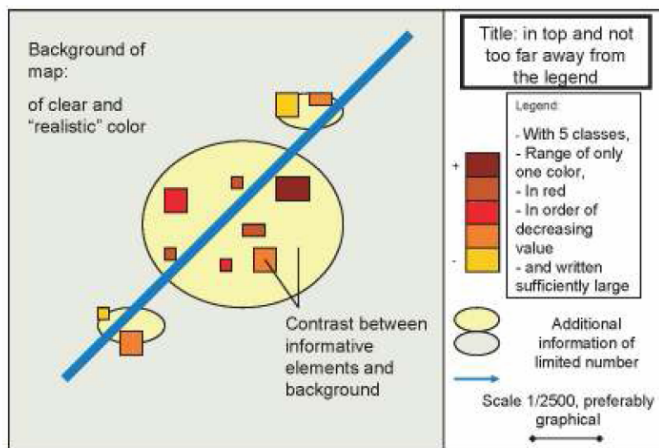 Background of
map:
of clear and
“realistic” color
Contrast between
informative
elements and
background
Title: in top and not
too far away from
the legend
Legend:
- With 5 classes,
- Range of only
one color,
- In red
- In order of
decreasing
value
- and written
sufficiently large
+
-
Additional
information of
limited number
Scale 1/2500, preferably
graphical